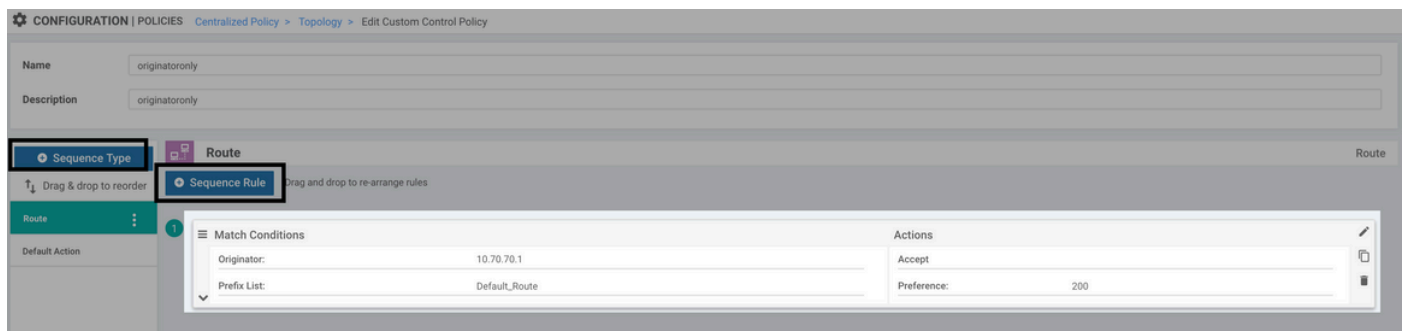 CONFIGURATION | POLICIES Centralized Policy > Topology > Edit Custom Control Policy
Name originatoronly
Description originatoronly
Sequence Type
Route
Route
Drag & drop to reorder
Sequence Rule
Drag and drop to re-arrange rules
Route
1
Match Conditions
Actions
Originator: 10.70.70.1
Accept
Default Action
Prefix List: Default_Route
Preference: 200